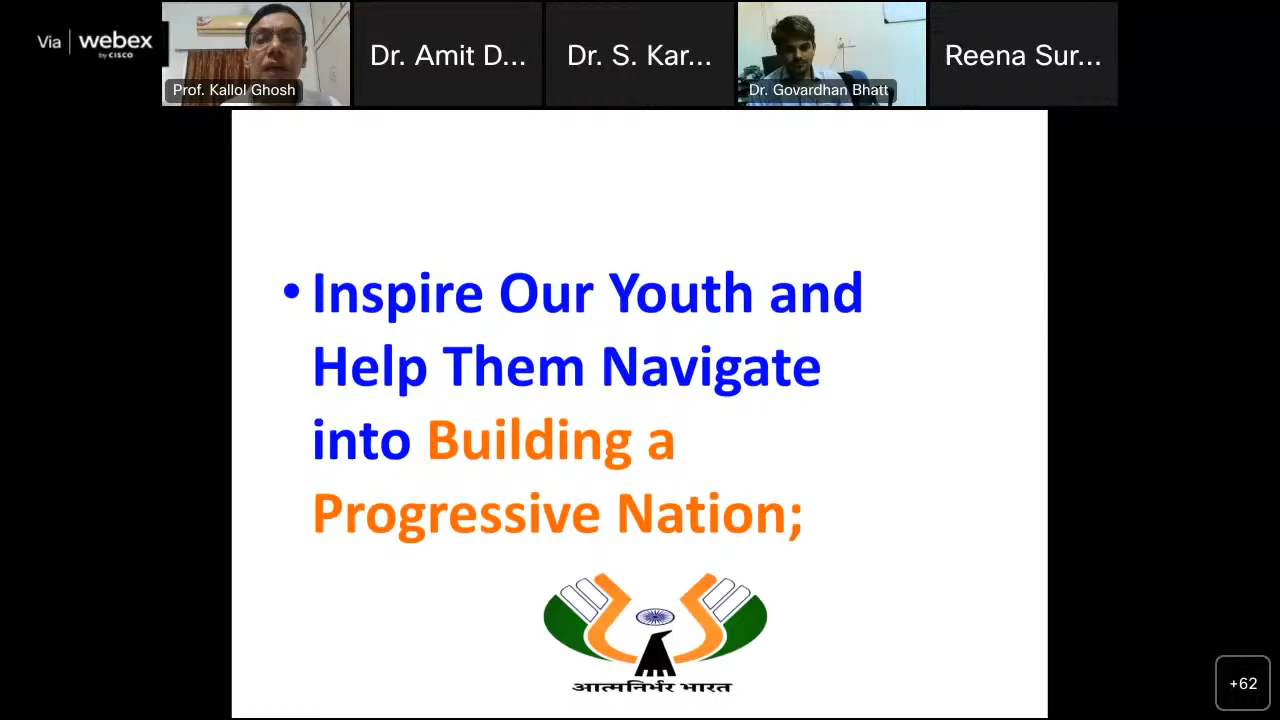 Via | webex
by CISCO
Prof. Kallol Ghosh
Dr. Amit D...
Dr. S. Kar...
Dr. Govardhan Bhatt
Reena Sur...
• Inspire Our Youth and
Help Them Navigate
into Building a
Progressive Nation;
आत्मनिर्भर भारत
+62